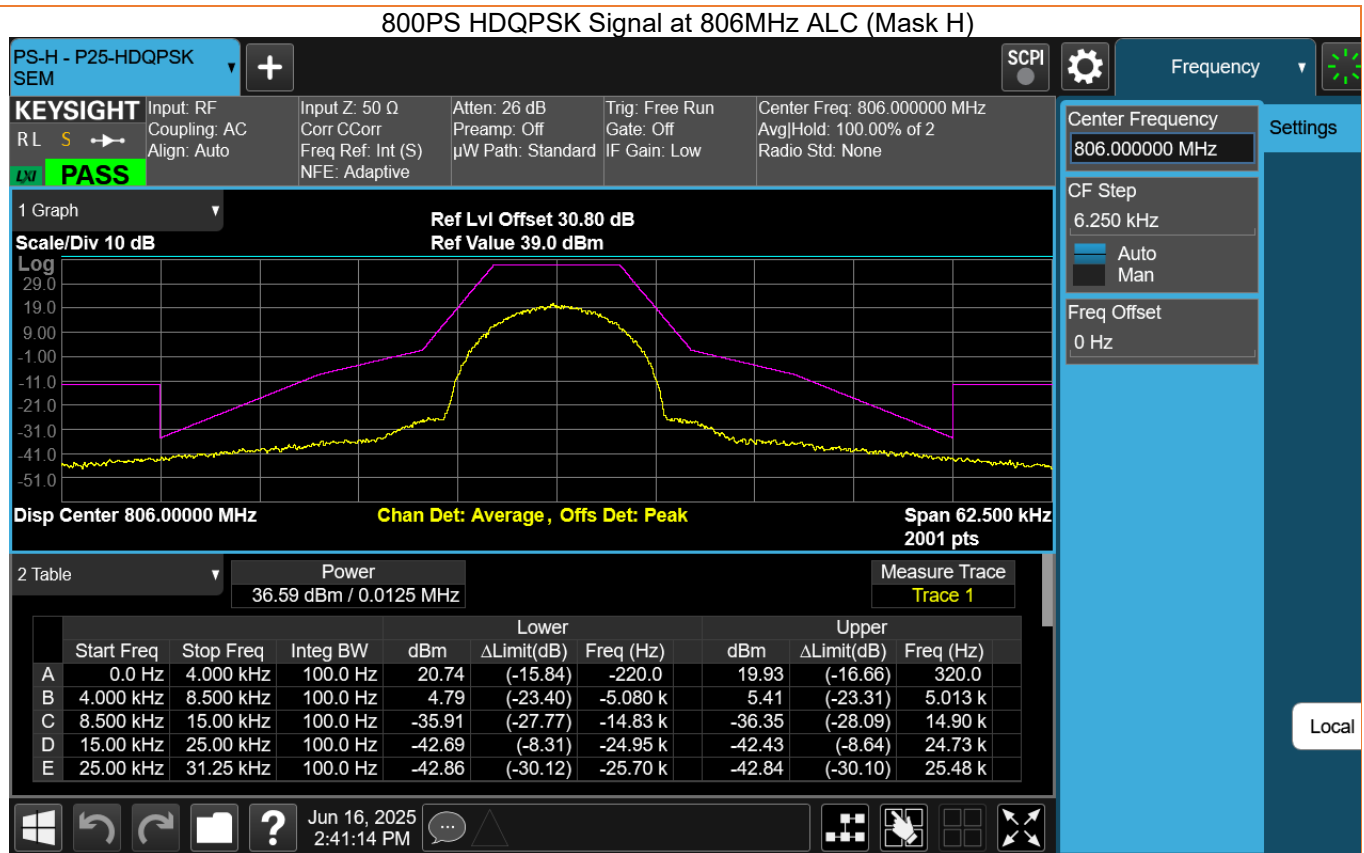 800PS HDQPSK Signal at 806MHz ALC (Mask H)
PS-H - P25-HDQPSK
SEM
SCPI
Frequency
KEYSIGHT
R L S
LXI PASS
Input: RF
Coupling: AC
Align: Auto
Input Z: 50 Ω
Corr CCorr
Freq Ref: Int (S)
NFE: Adaptive
Atten: 26 dB
Preamp: Off
µW Path: Standard
Trig: Free Run
Gate: Off
IF Gain: Low
Center Freq: 806.000000 MHz
Avg|Hold: 100.00% of 2
Radio Std: None
Center Frequency
806.000000 MHz
Settings
CF Step
6.250 kHz
Auto
Man
Freq Offset
0 Hz
Local
1 Graph
Scale/Div 10 dB
Ref Lvl Offset 30.80 dB
Ref Value 39.0 dBm
Log
29.0
19.0
9.00
-1.00
-11.0
-21.0
-31.0
-41.0
-51.0
Disp Center 806.00000 MHz Chan Det: Average, Offs Det: Peak Span 62.500 kHz
2001 pts
2 Table
Power
36.59 dBm / 0.0125 MHz
Measure Trace
Trace 1
Lower Upper
Start Freq Stop Freq Integ BW dBm ΔLimit(dB) Freq (Hz) dBm ΔLimit(dB) Freq (Hz)
A 0.0 Hz 4.000 kHz 100.0 Hz 20.74 (-15.84) -220.0 19.93 (-16.66) 320.0
B 4.000 kHz 8.500 kHz 100.0 Hz 4.79 (-23.40) -5.080 k 5.41 (-23.31) 5.013 k
C 8.500 kHz 15.00 kHz 100.0 Hz -35.91 (-27.77) -14.83 k -36.35 (-28.09) 14.90 k
D 15.00 kHz 25.00 kHz 100.0 Hz -42.69 (-8.31) -24.95 k -42.43 (-8.64) 24.73 k
E 25.00 kHz 31.25 kHz 100.0 Hz -42.86 (-30.12) -25.70 k -42.84 (-30.10) 25.48 k
Jun 16, 2025
2:41:14 PM